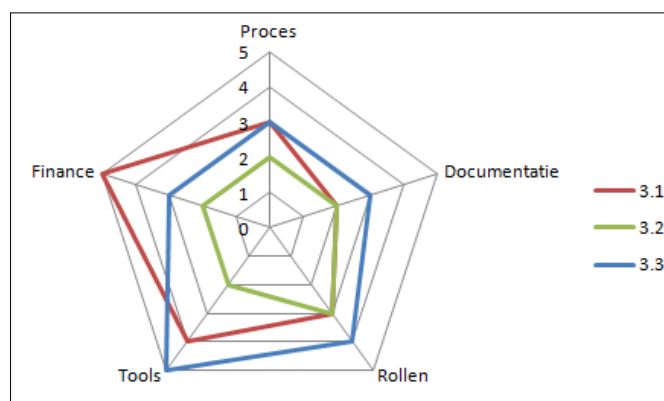 Proces
5
4
3
2
1
0
Finance
Documentatie
Tools
Rollen
3.1
3.2
3.3